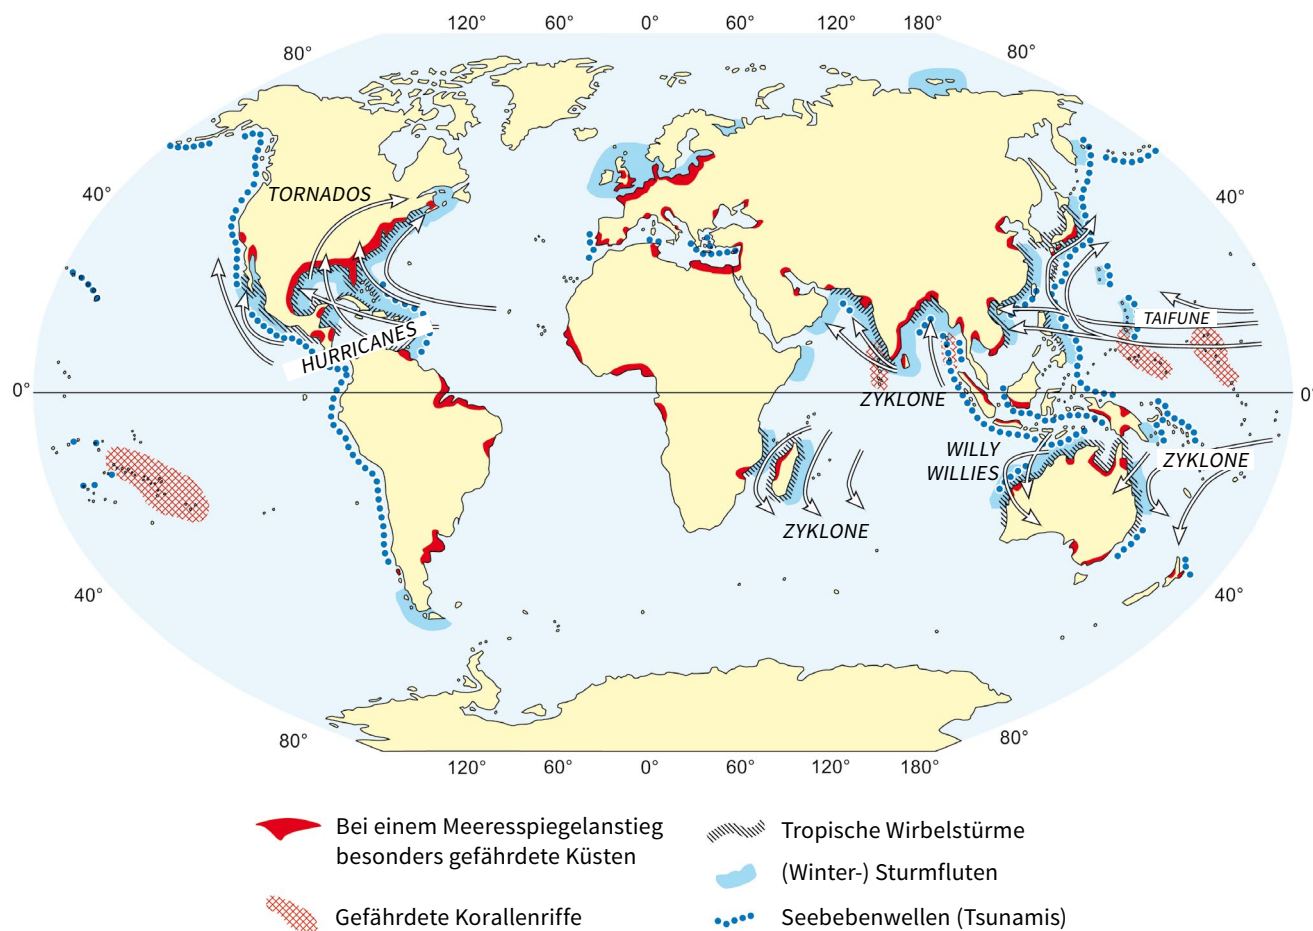 120° 60° 0° 60° 120° 180°
80° 80°
40° 40°
TORNADOS
HURRICANES
TAIFUNE
0° 0°
ZYKLONE
WILLY
WILLIES
ZYKLONE
ZYKLONE
40° 40°
80° 80°
120° 60° 0° 60° 120° 180°
Bei einem Meeresspiegelanstieg
besonders gefährdete Küsten
Gefährdete Korallenriffe
Tropische Wirbelstürme
(Winter-) Sturmfluten
Seebebenwellen (Tsunamis)